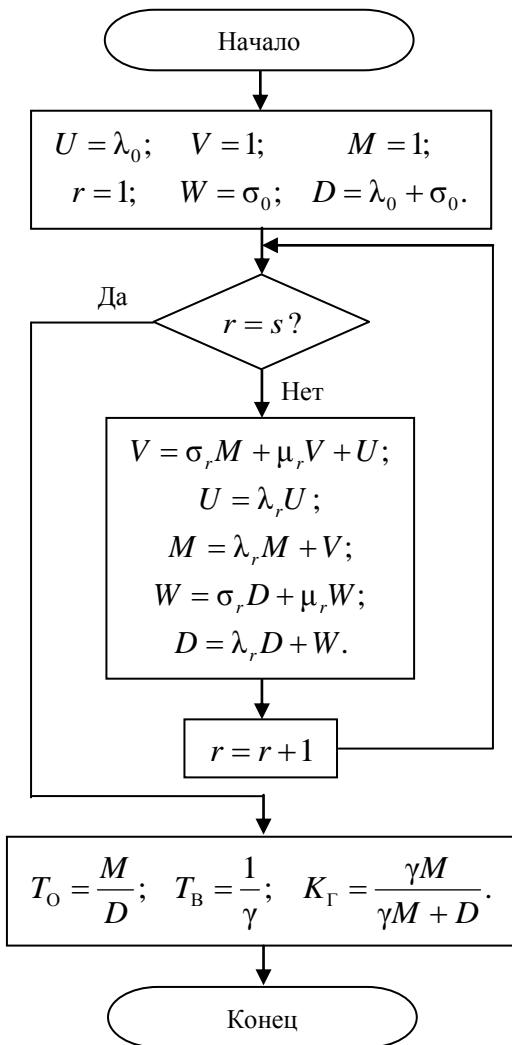 Начало
U = λ₀; V = 1; M = 1;
r = 1; W = σ₀; D = λ₀ + σ₀.
Да
r = s ?
Нет
V = σᵣM + μᵣV + U;
U = λᵣU;
M = λᵣM + V;
W = σᵣD + μᵣW;
D = λᵣD + W.
r = r + 1
T_О = M/D; T_В = 1/γ; K_Г = γM/(γM + D).
Конец